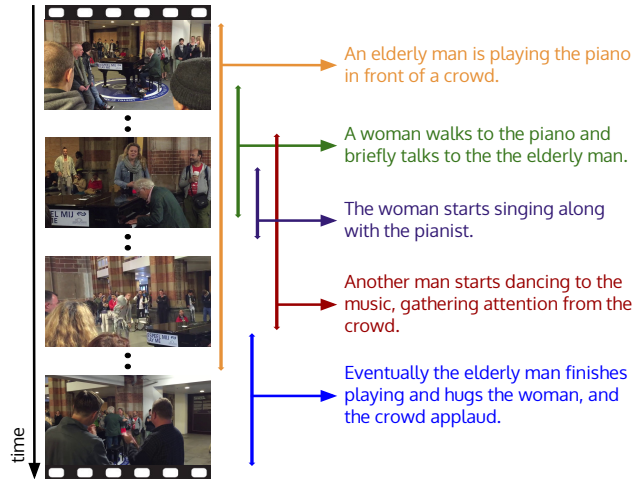 An elderly man is playing the piano
in front of a crowd.
A woman walks to the piano and
briefly talks to the the elderly man.
EL MIJ
The woman starts singing along
with the pianist.
Another man starts dancing to the
music, gathering attention from the
crowd.
Eventually the elderly man finishes
playing and hugs the woman, and
the crowd applaud.
time